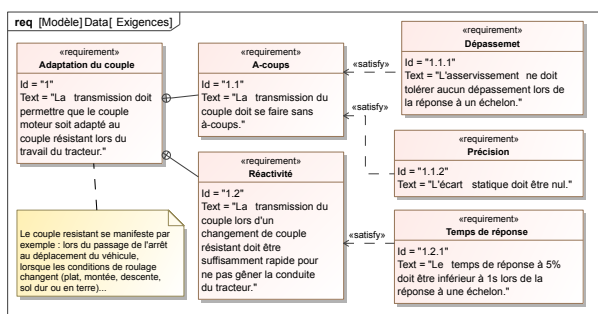 req [Modèle] Data[ Exigences]
«requirement»
Adaptation du couple
Id = "1"
Text = "La transmission doit
permettre que le couple
moteur soit adapté au
couple résistant lors du
travail du tracteur."
«requirement»
A-coups
Id = "1.1"
Text = "La transmission du
couple doit se faire sans
à-coups."
«satisfy»
«requirement»
Dépassemet
Id = "1.1.1"
Text = "L'asservissement ne doit
tolérer aucun dépassement lors de
la réponse à un échelon."
«satisfy»
«requirement»
Précision
Id = "1.1.2"
Text = "L'écart statique doit être nul."
«requirement»
Réactivité
Id = "1.2"
Text = "La transmission du
couple lors d'un
changement de couple
résistant doit être
suffisamment rapide pour
ne pas gêner la conduite
du tracteur."
«satisfy»
«requirement»
Temps de réponse
Id = "1.2.1"
Text = "Le temps de réponse à 5%
doit être inférieur à 1s lors de la
réponse à une échelon."
Le couple resistant se manifeste par
exemple : lors du passage de l'arrêt
au déplacement du véhicule,
lorsque les conditions de roulage
changent (plat, montée, descente,
sol dur ou en terre)...